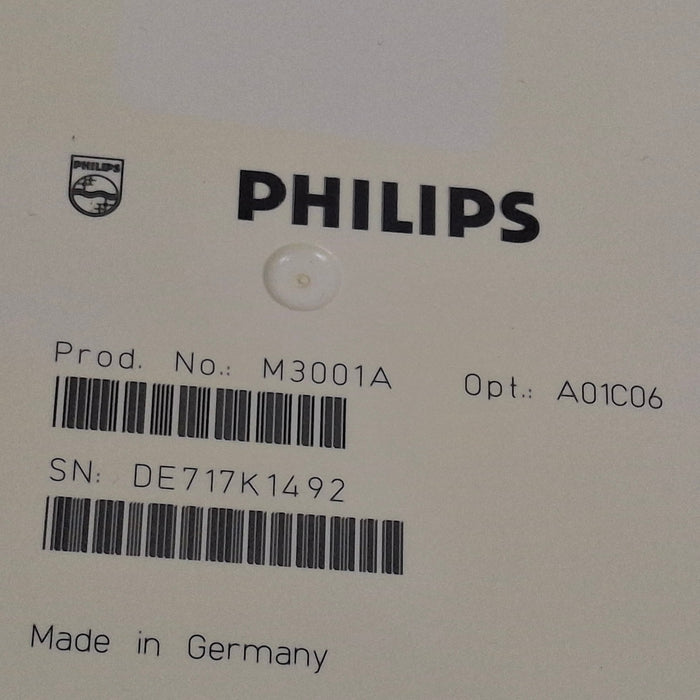 PHILIPS
PHILIPS
Prod. No.: M3001A Opt.: A01C06
SN: DE717K1492
Made in Germany